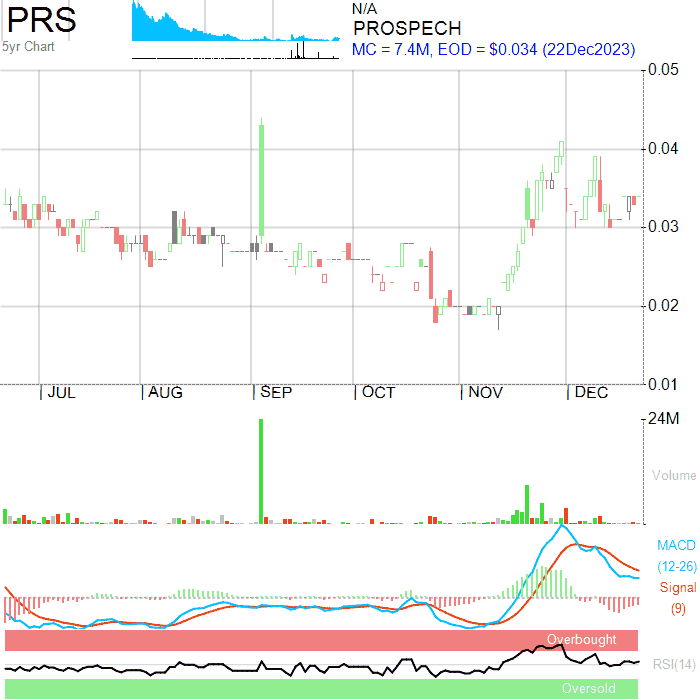 PRS
5yr Chart
N/A
PROSPECH
MC = 7.4M, EOD = $0.034 (22Dec2023)
0.05
0.04
0.03
0.02
0.01
JUL AUG SEP OCT NOV DEC
24M
Volume
MACD
(12-26)
Signal
(9)
Overbought
RSI(14)
Oversold